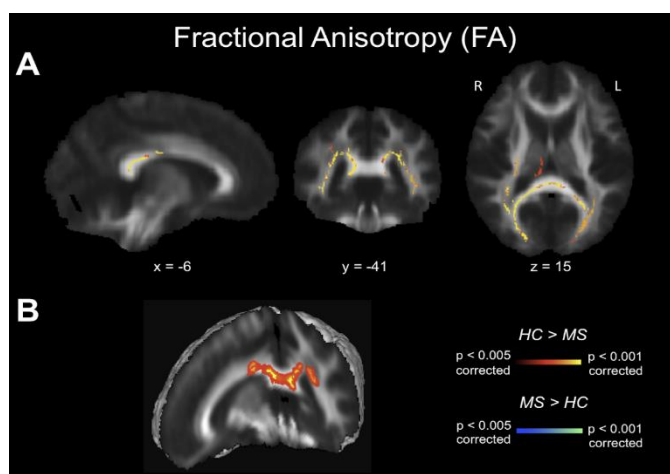 Fractional Anisotropy (FA)
A
R
L
x = -6
y = -41
z = 15
B
HC > MS
p < 0.005 corrected
p < 0.001 corrected
MS > HC
p < 0.005 corrected
p < 0.001 corrected